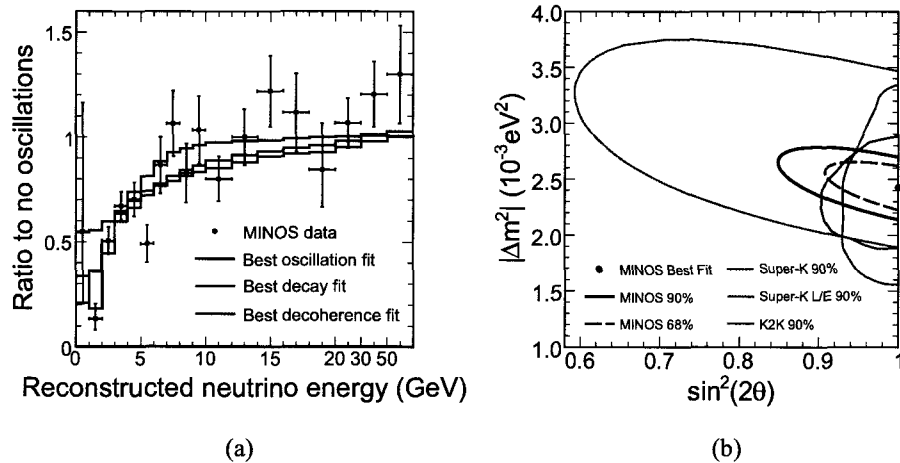 Ratio to no oscillations
1.5
1
0.5
0
MINOS data
Best oscillation fit
Best decay fit
Best decoherence fit
0 5 10 15 20 30 50
Reconstructed neutrino energy (GeV)
(a)
|Δm²| (10⁻³eV²)
4.0
3.5
3.0
2.5
2.0
1.5
1.0
MINOS Best Fit
MINOS 90%
MINOS 68%
Super-K 90%
Super-K L/E 90%
K2K 90%
0.6 0.7 0.8 0.9 1
sin²(2θ)
(b)